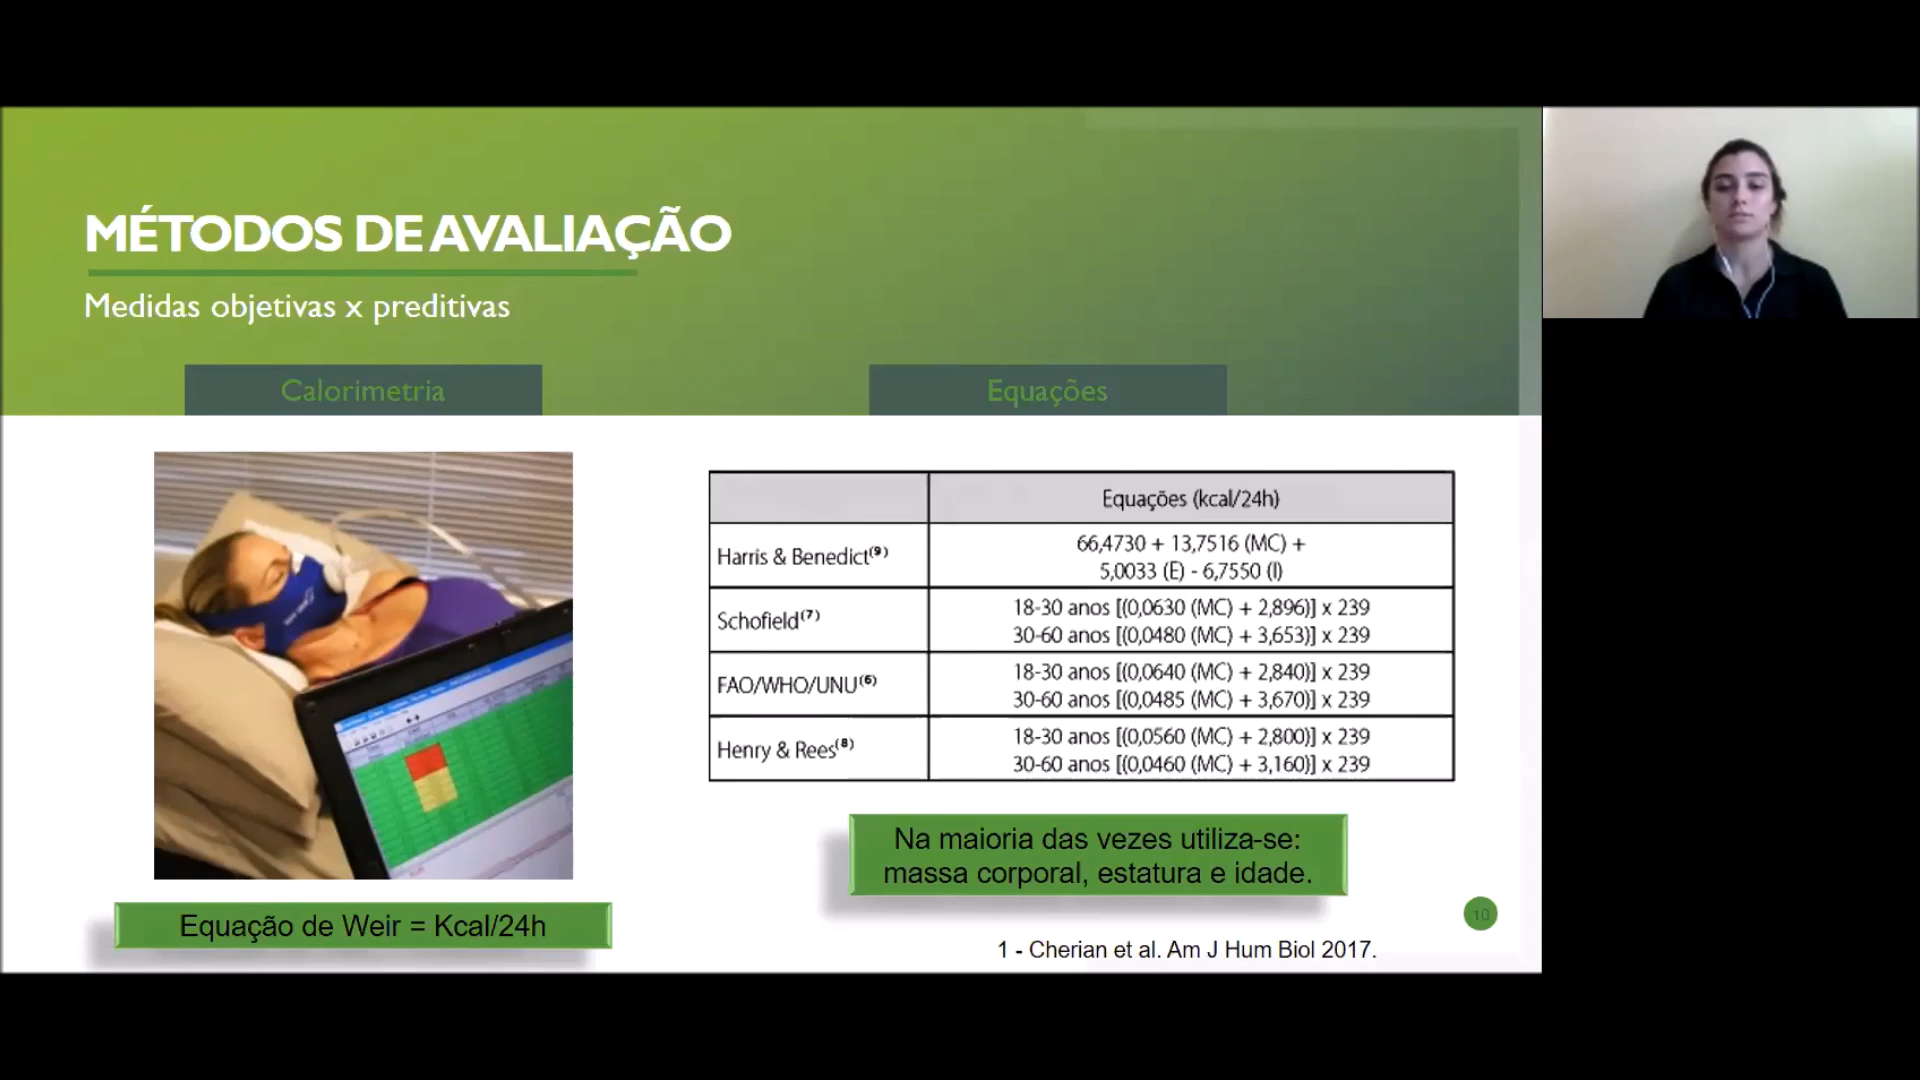 MÉTODOS DE AVALIAÇÃO
Medidas objetivas x preditivas
Calorimetria
Equações
Equações (kcal/24h)
Harris & Benedict(9)
66,4730 + 13,7516 (MC) +
5,0033 (E) - 6,7550 (I)
Schofield(7)
18-30 anos [(0,0630 (MC) + 2,896)] x 239
30-60 anos [(0,0480 (MC) + 3,653)] x 239
FAO/WHO/UNU(6)
18-30 anos [(0,0640 (MC) + 2,840)] x 239
30-60 anos [(0,0485 (MC) + 3,670)] x 239
Henry & Rees(8)
18-30 anos [(0,0560 (MC) + 2,800)] x 239
30-60 anos [(0,0460 (MC) + 3,160)] x 239
Na maioria das vezes utiliza-se:
massa corporal, estatura e idade.
Equação de Weir = Kcal/24h
10
1 - Cherian et al. Am J Hum Biol 2017.